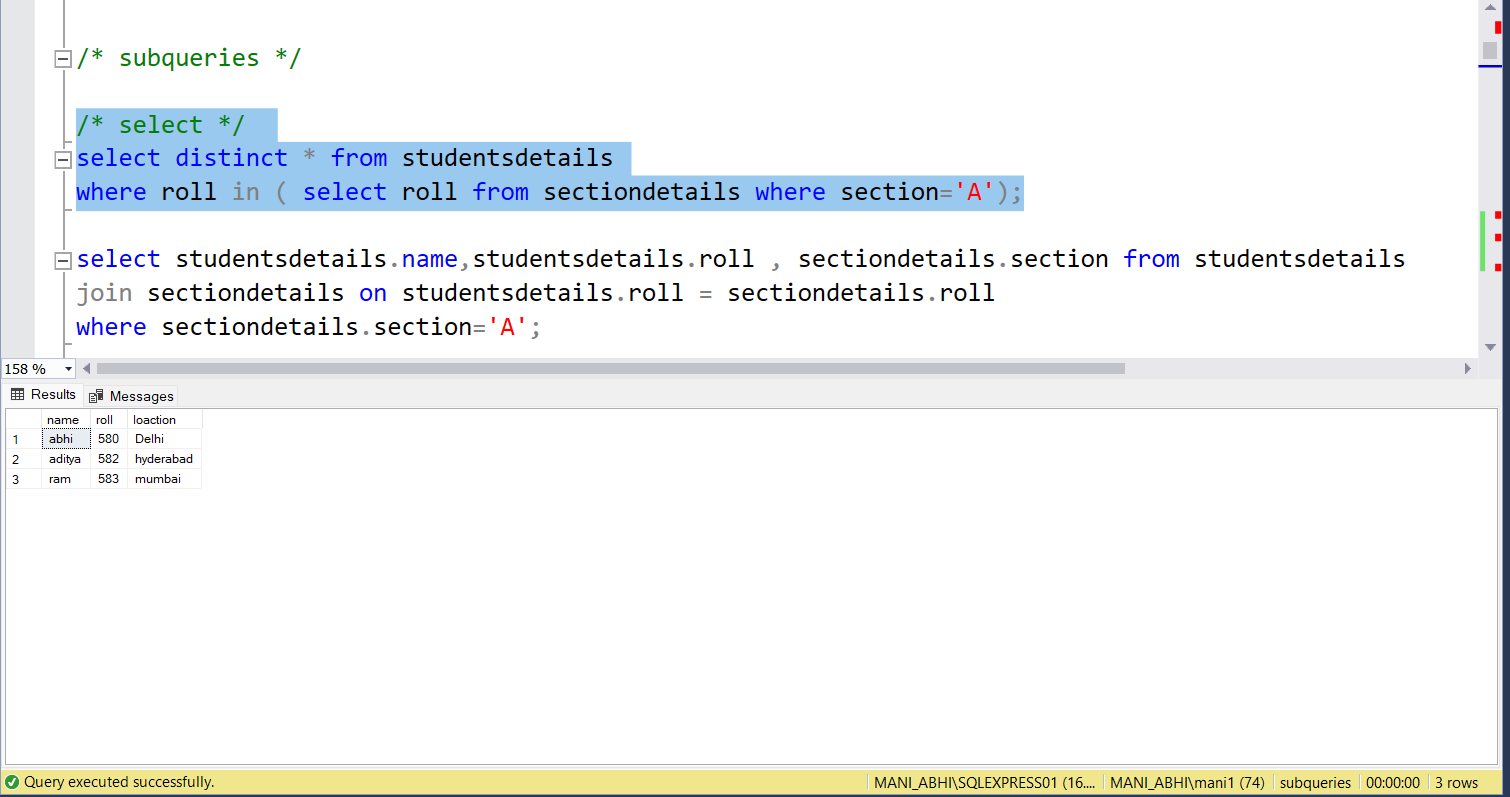 /* subqueries */
/* select */
select distinct * from studentsdetails
where roll in ( select roll from sectiondetails where section='A');
select studentsdetails.name,studentsdetails.roll , sectiondetails.section from studentsdetails
join sectiondetails on studentsdetails.roll = sectiondetails.roll
where sectiondetails.section='A';
158 %
Results Messages
name roll loaction
1 abhi 580 Delhi
2 aditya 582 hyderabad
3 ram 583 mumbai
Query executed successfully. MANI_ABHI\SQLEXPRESS01 (16.... MANI_ABHI\mani1 (74) subqueries 00:00:00 3 rows